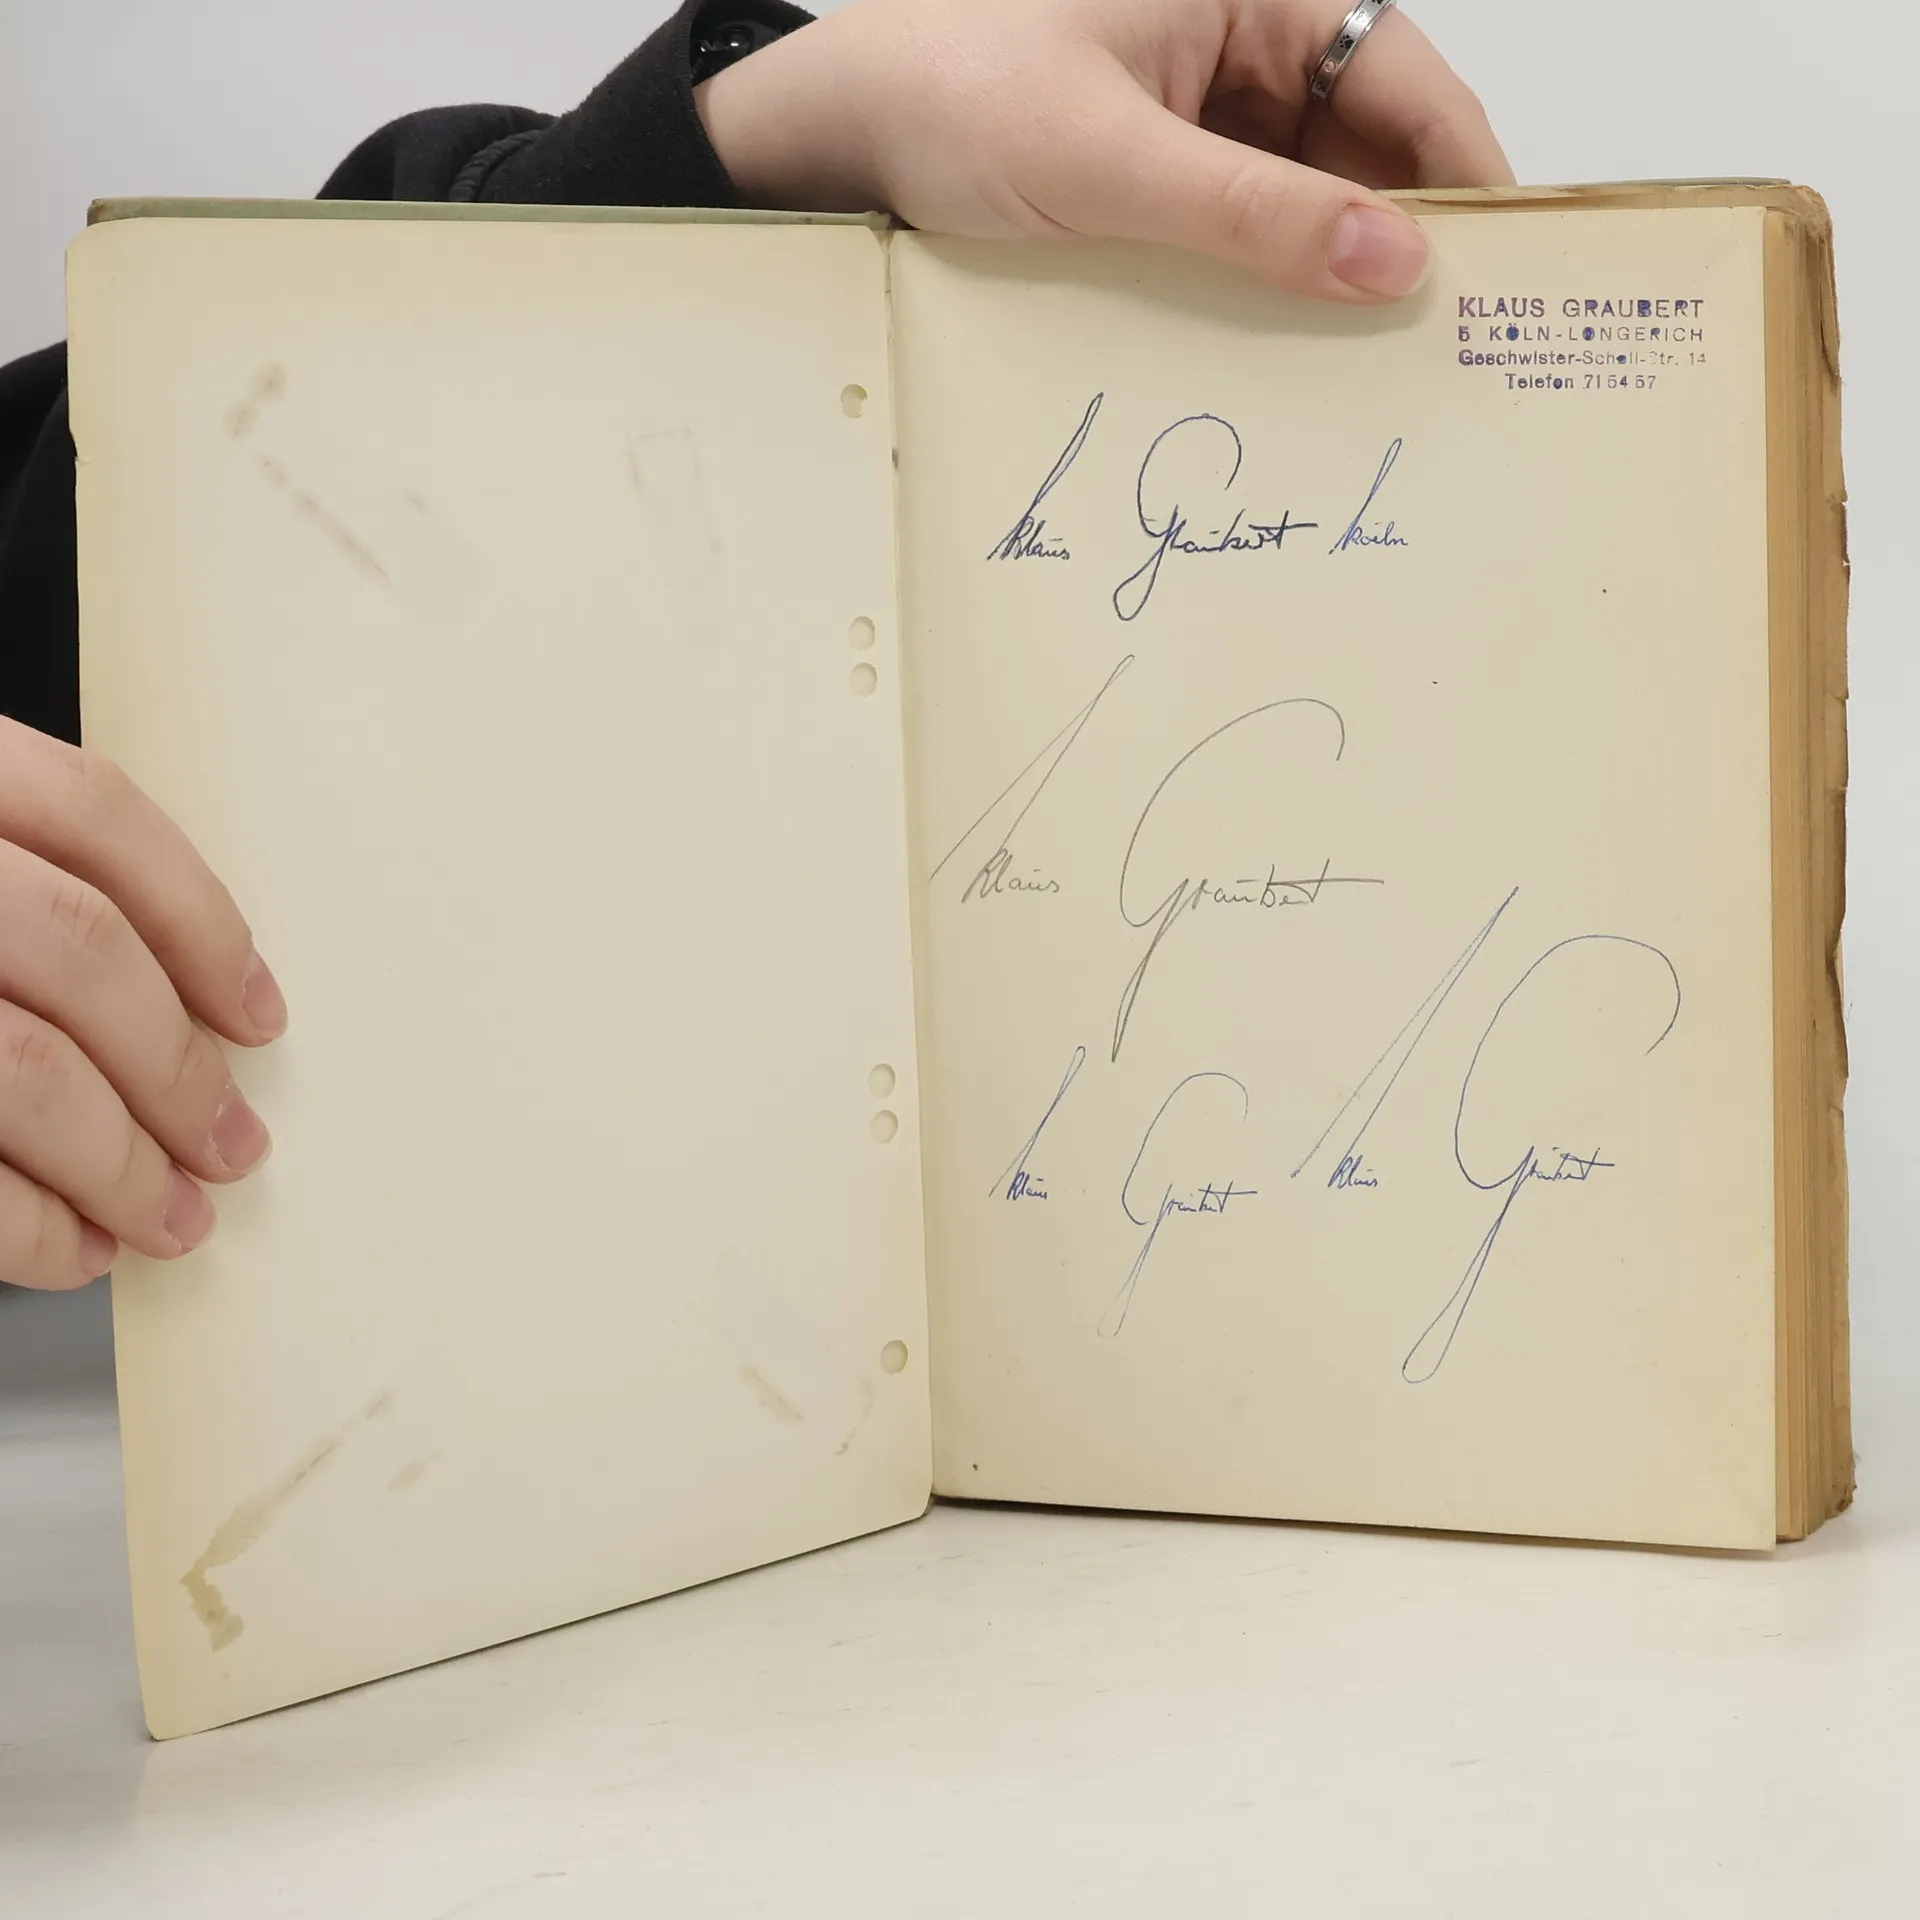 KLAUS GRAUBERT
5 KÖLN-LONGERICH
Geschwister-Scholl-Str. 14
Telefon 71 54 57
Klaus Graubert Köln
Klaus Graubert
Klaus Graubert
Klaus Graubert